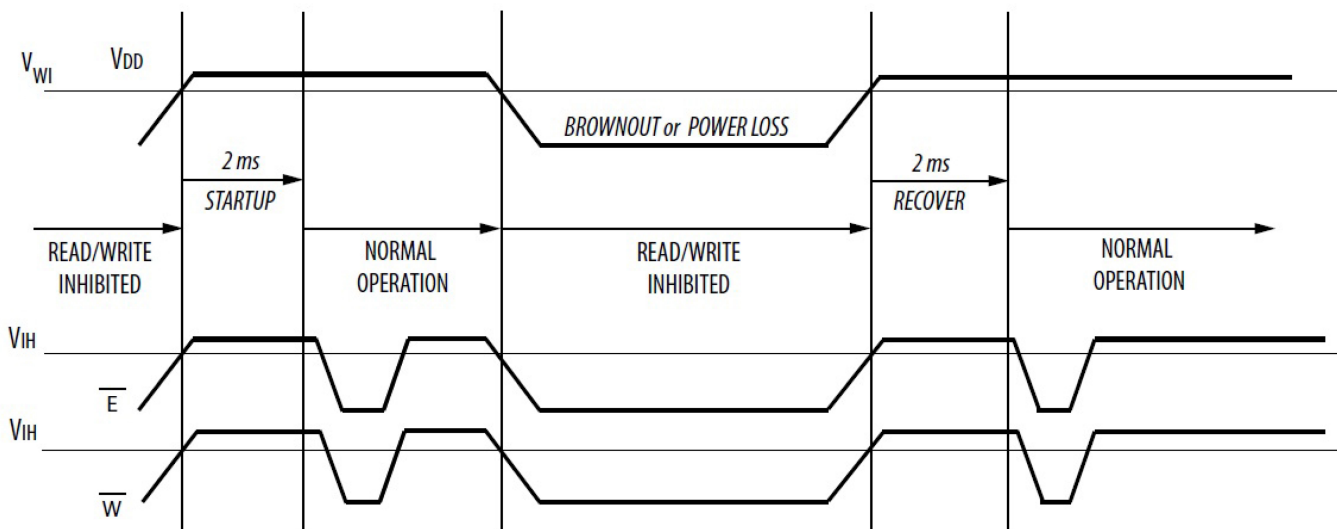 VWI VDD
BROWNOUT or POWER LOSS
2 ms
STARTUP
2 ms
RECOVER
READ/WRITE
INHIBITED
NORMAL
OPERATION
READ/WRITE
INHIBITED
NORMAL
OPERATION
VIH
E
VIH
W